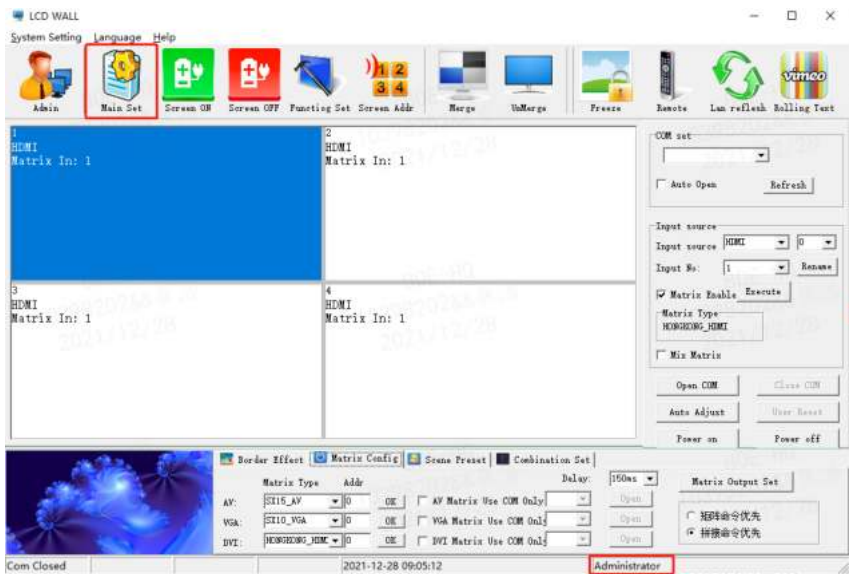 LCD WALL
System Setting Language Help
Admin Main Set Screen ON Screen OFF Functing Set Screen Addr Merge UnMerge Freeze Remote Lan reflesh Rolling Text
1 2
3 4
vimeo
1
HDMI
Matrix In: 1
2
HDMI
Matrix In: 1
3
HDMI
Matrix In: 1
4
HDMI
Matrix In: 1
COM set
Auto Open Refresh
Input source
Input source HDMI 0
Input No: 1 Rename
Matrix Enable Execute
Matrix Type
HONGKONG_HDMI
Mix Matrix
Open COM Close COM
Auto Adjust User Reset
Power on Power off
Border Effect Matrix Config Scene Preset Combination Set
Matrix Type Addr Delay: 150ms Matrix Output Set
AV: SX15_AV 0 OK AV Matrix Use COM Only Open
VGA: SX10_VGA 0 OK VGA Matrix Use COM Only Open
DVI: HONGKONG_HDMI 0 OK DVI Matrix Use COM Only Open
矩阵命令优先
拼接命令优先
Com Closed 2021-12-28 09:05:12 Administrator